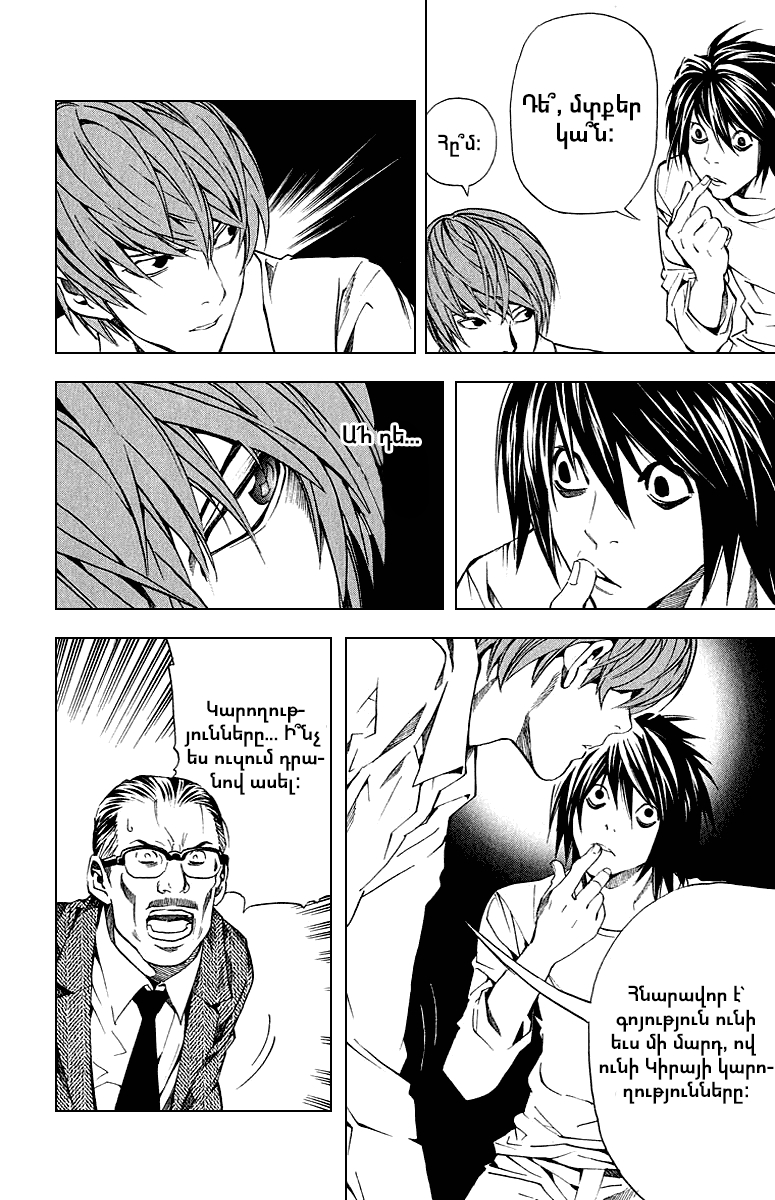 Դե՞, մտքեր
կա՞ն:
Հը՞մ:
Ա՜հ դե...
Հնարավոր է՝
գոյություն ունի
եւս մի մարդ, ով
ունի Կիրայի կարո-
ղությունները:
Կարողութ-
յունները... Ի՞նչ
ես ուզում դրա-
նով ասել: